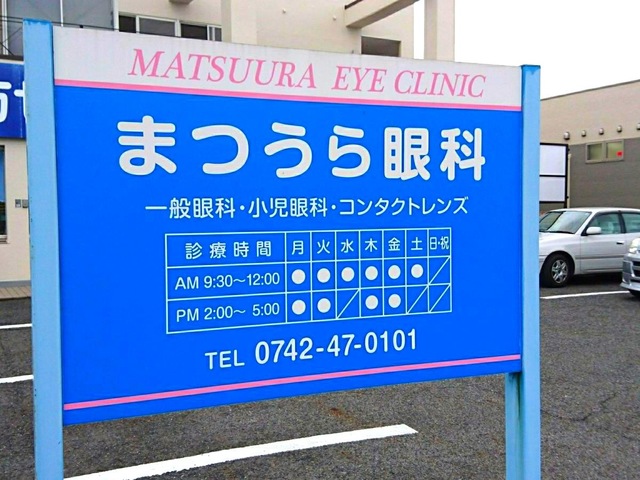 MATSUURA EYE CLINIC
まつうら眼科
一般眼科・小児眼科・コンタクトレンズ
診療時間 月 火 水 木 金 土 日・祝
AM 9:30〜12:00 ● ● ● ● ● ● ／
PM 2:00〜 5:00 ● ● ／ ● ● ／ ／
TEL 0742-47-0101